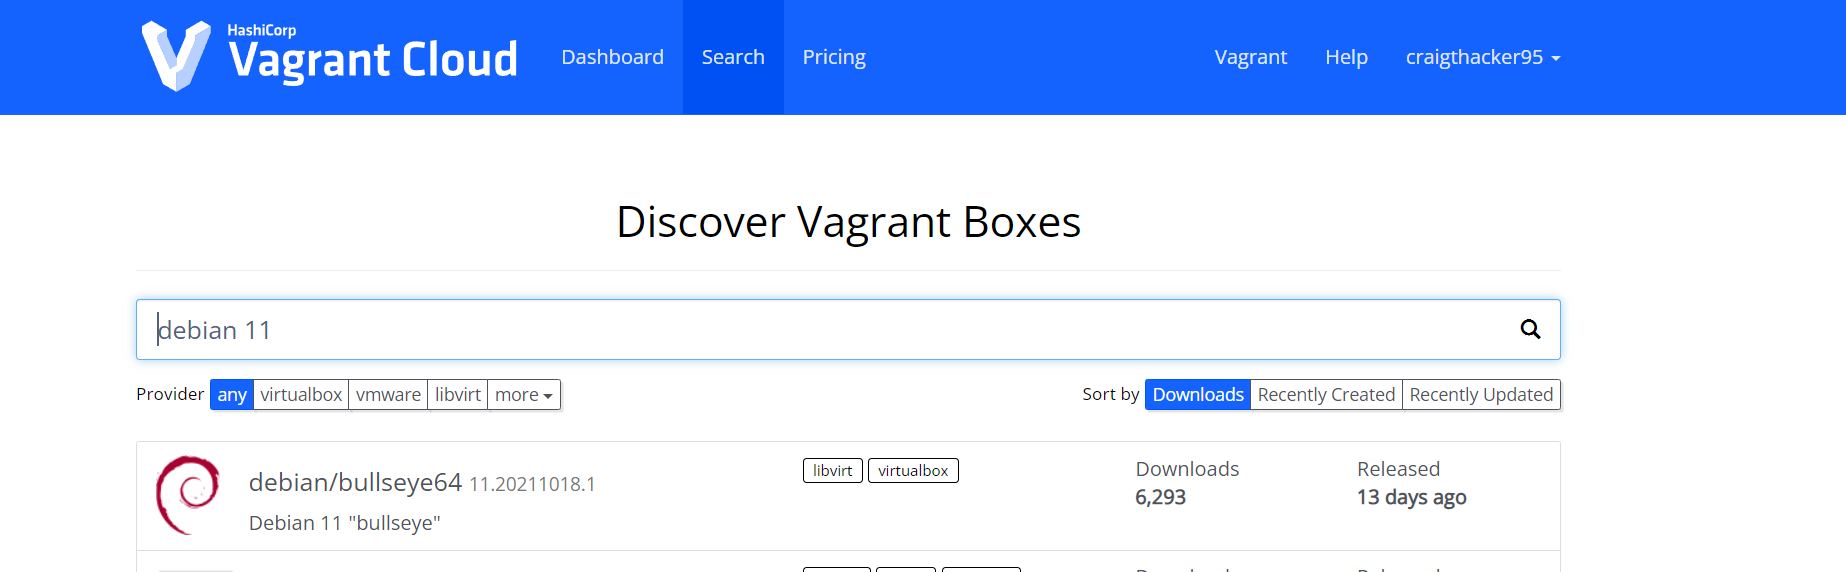 HashiCorp
Vagrant Cloud
Dashboard Search Pricing Vagrant Help craigthacker95
Discover Vagrant Boxes
debian 11
Provider any virtualbox vmware libvirt more Sort by Downloads Recently Created Recently Updated
debian/bullseye64 11.20211018.1 libvirt virtualbox Downloads Released
6,293 13 days ago
Debian 11 "bullseye"